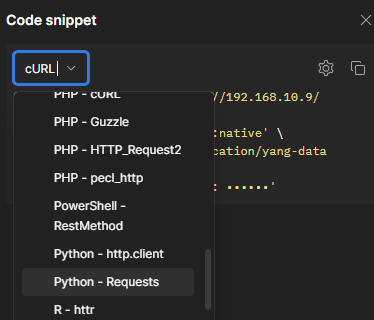 Code snippet
cURL
//192.168.10.9/
:native' \
cation/yang-data
: ••••••'
PHP - cURL
PHP - Guzzle
PHP - HTTP_Request2
PHP - pecl_http
PowerShell -
RestMethod
Python - http.client
Python - Requests
R - httr